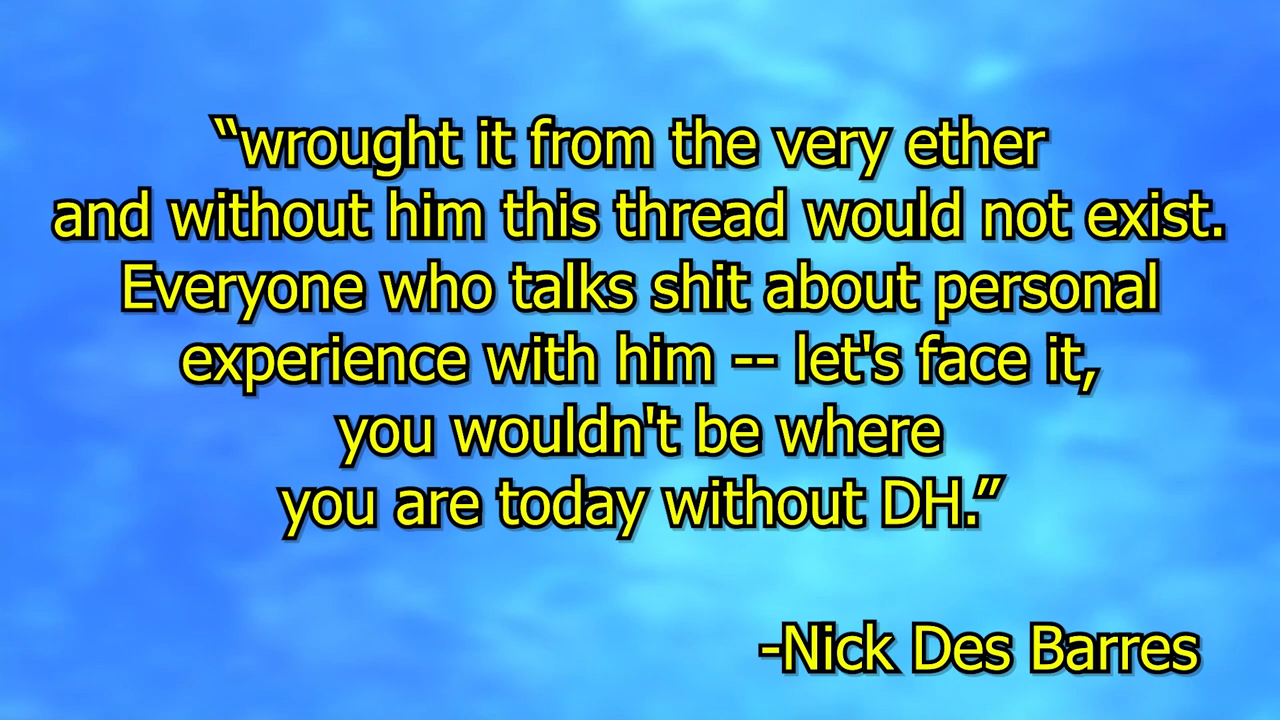 “wrought it from the very ether
and without him this thread would not exist.
Everyone who talks shit about personal
experience with him -- let's face it,
you wouldn't be where
you are today without DH.”
-Nick Des Barres